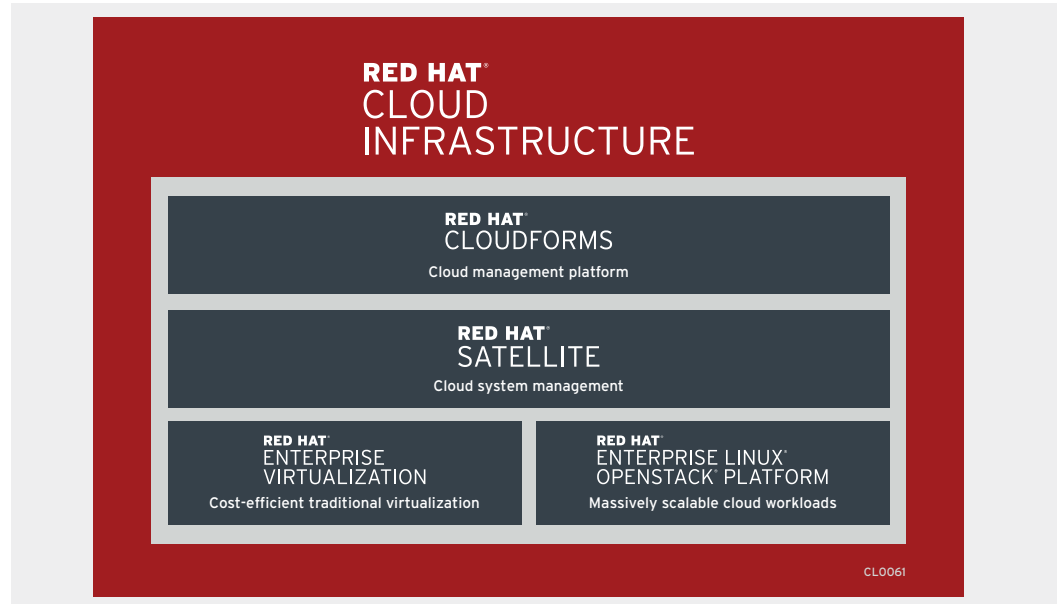 RED HAT®
CLOUD
INFRASTRUCTURE
RED HAT®
CLOUDFORMS
Cloud management platform
RED HAT®
SATELLITE
Cloud system management
RED HAT®
ENTERPRISE
VIRTUALIZATION
Cost-efficient traditional virtualization
RED HAT®
ENTERPRISE LINUX®
OPENSTACK® PLATFORM
Massively scalable cloud workloads
CL0061